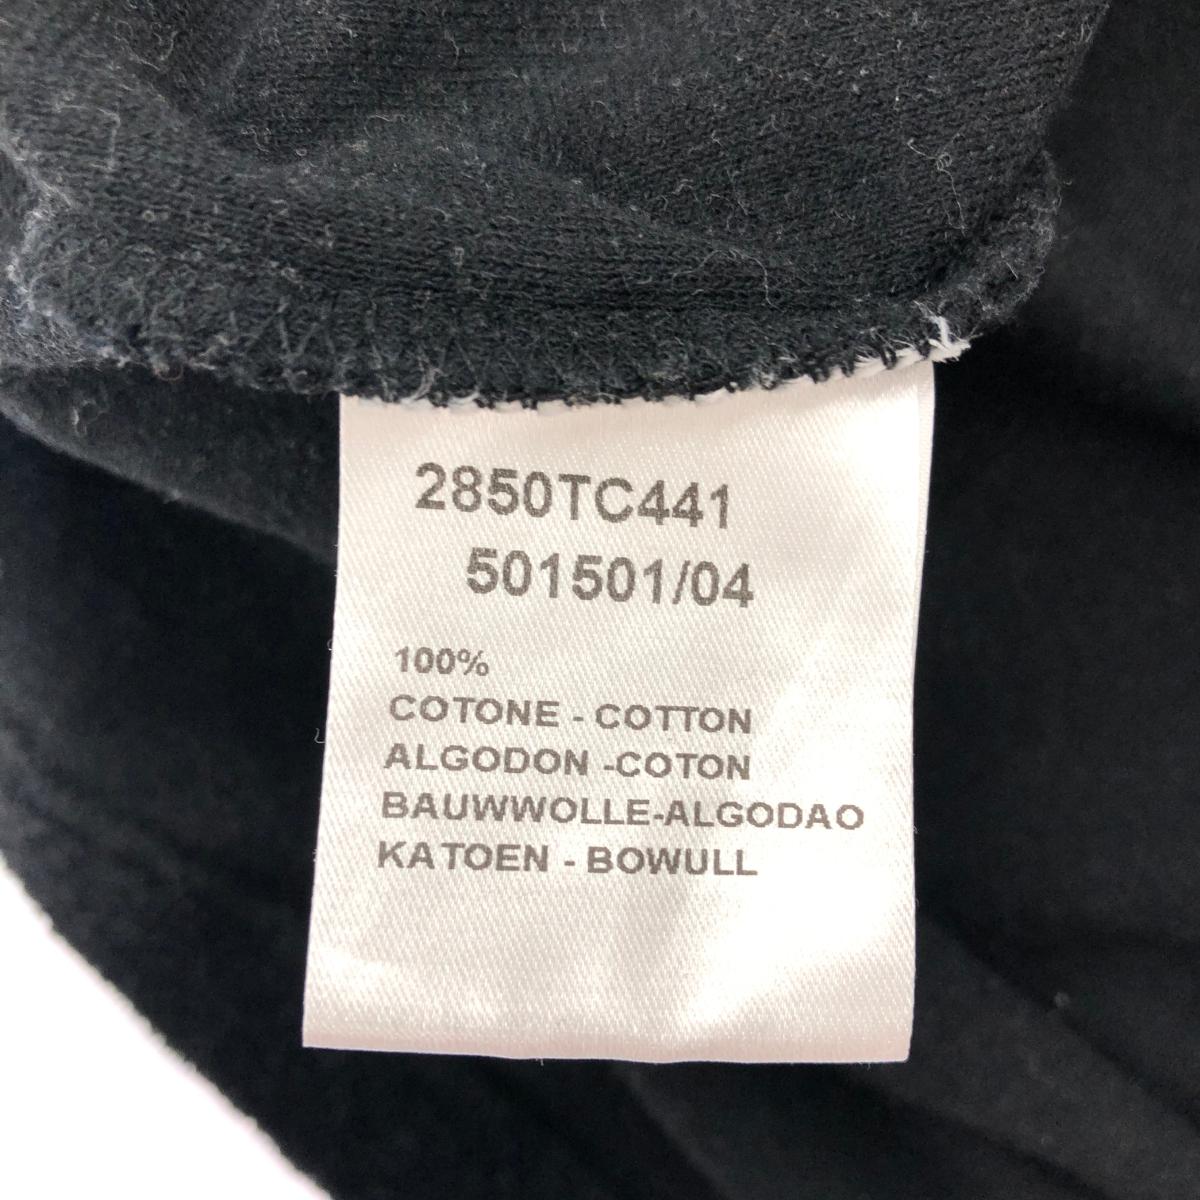 2850TC441
501501/04
100%
COTONE - COTTON
ALGODON -COTON
BAUWWOLLE-ALGODAO
KATOEN - BOWULL